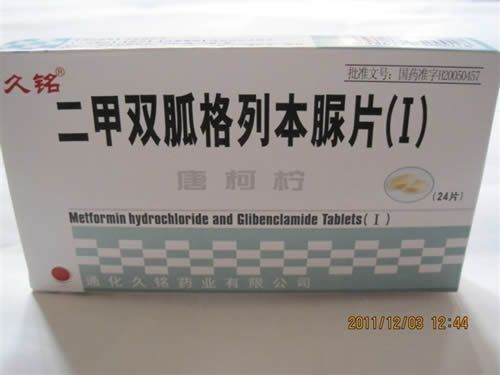 久铭®
批准文号:国药准字H20050457
二甲双胍格列本脲片(I)
唐柯柠
(24片)
Metformin hydrochloride and Glibenclamide Tablets(I)
通化久铭药业有限公司
2011/12/03 12:44